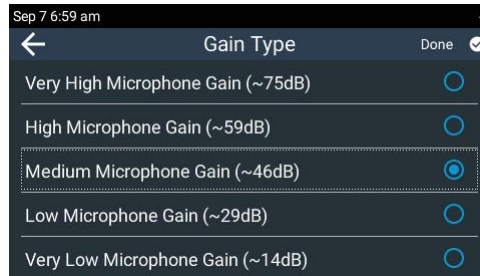 Sep 7 6:59 am
Gain Type
Done
Very High Microphone Gain (~75dB)
High Microphone Gain (~59dB)
Medium Microphone Gain (~46dB)
Low Microphone Gain (~29dB)
Very Low Microphone Gain (~14dB)